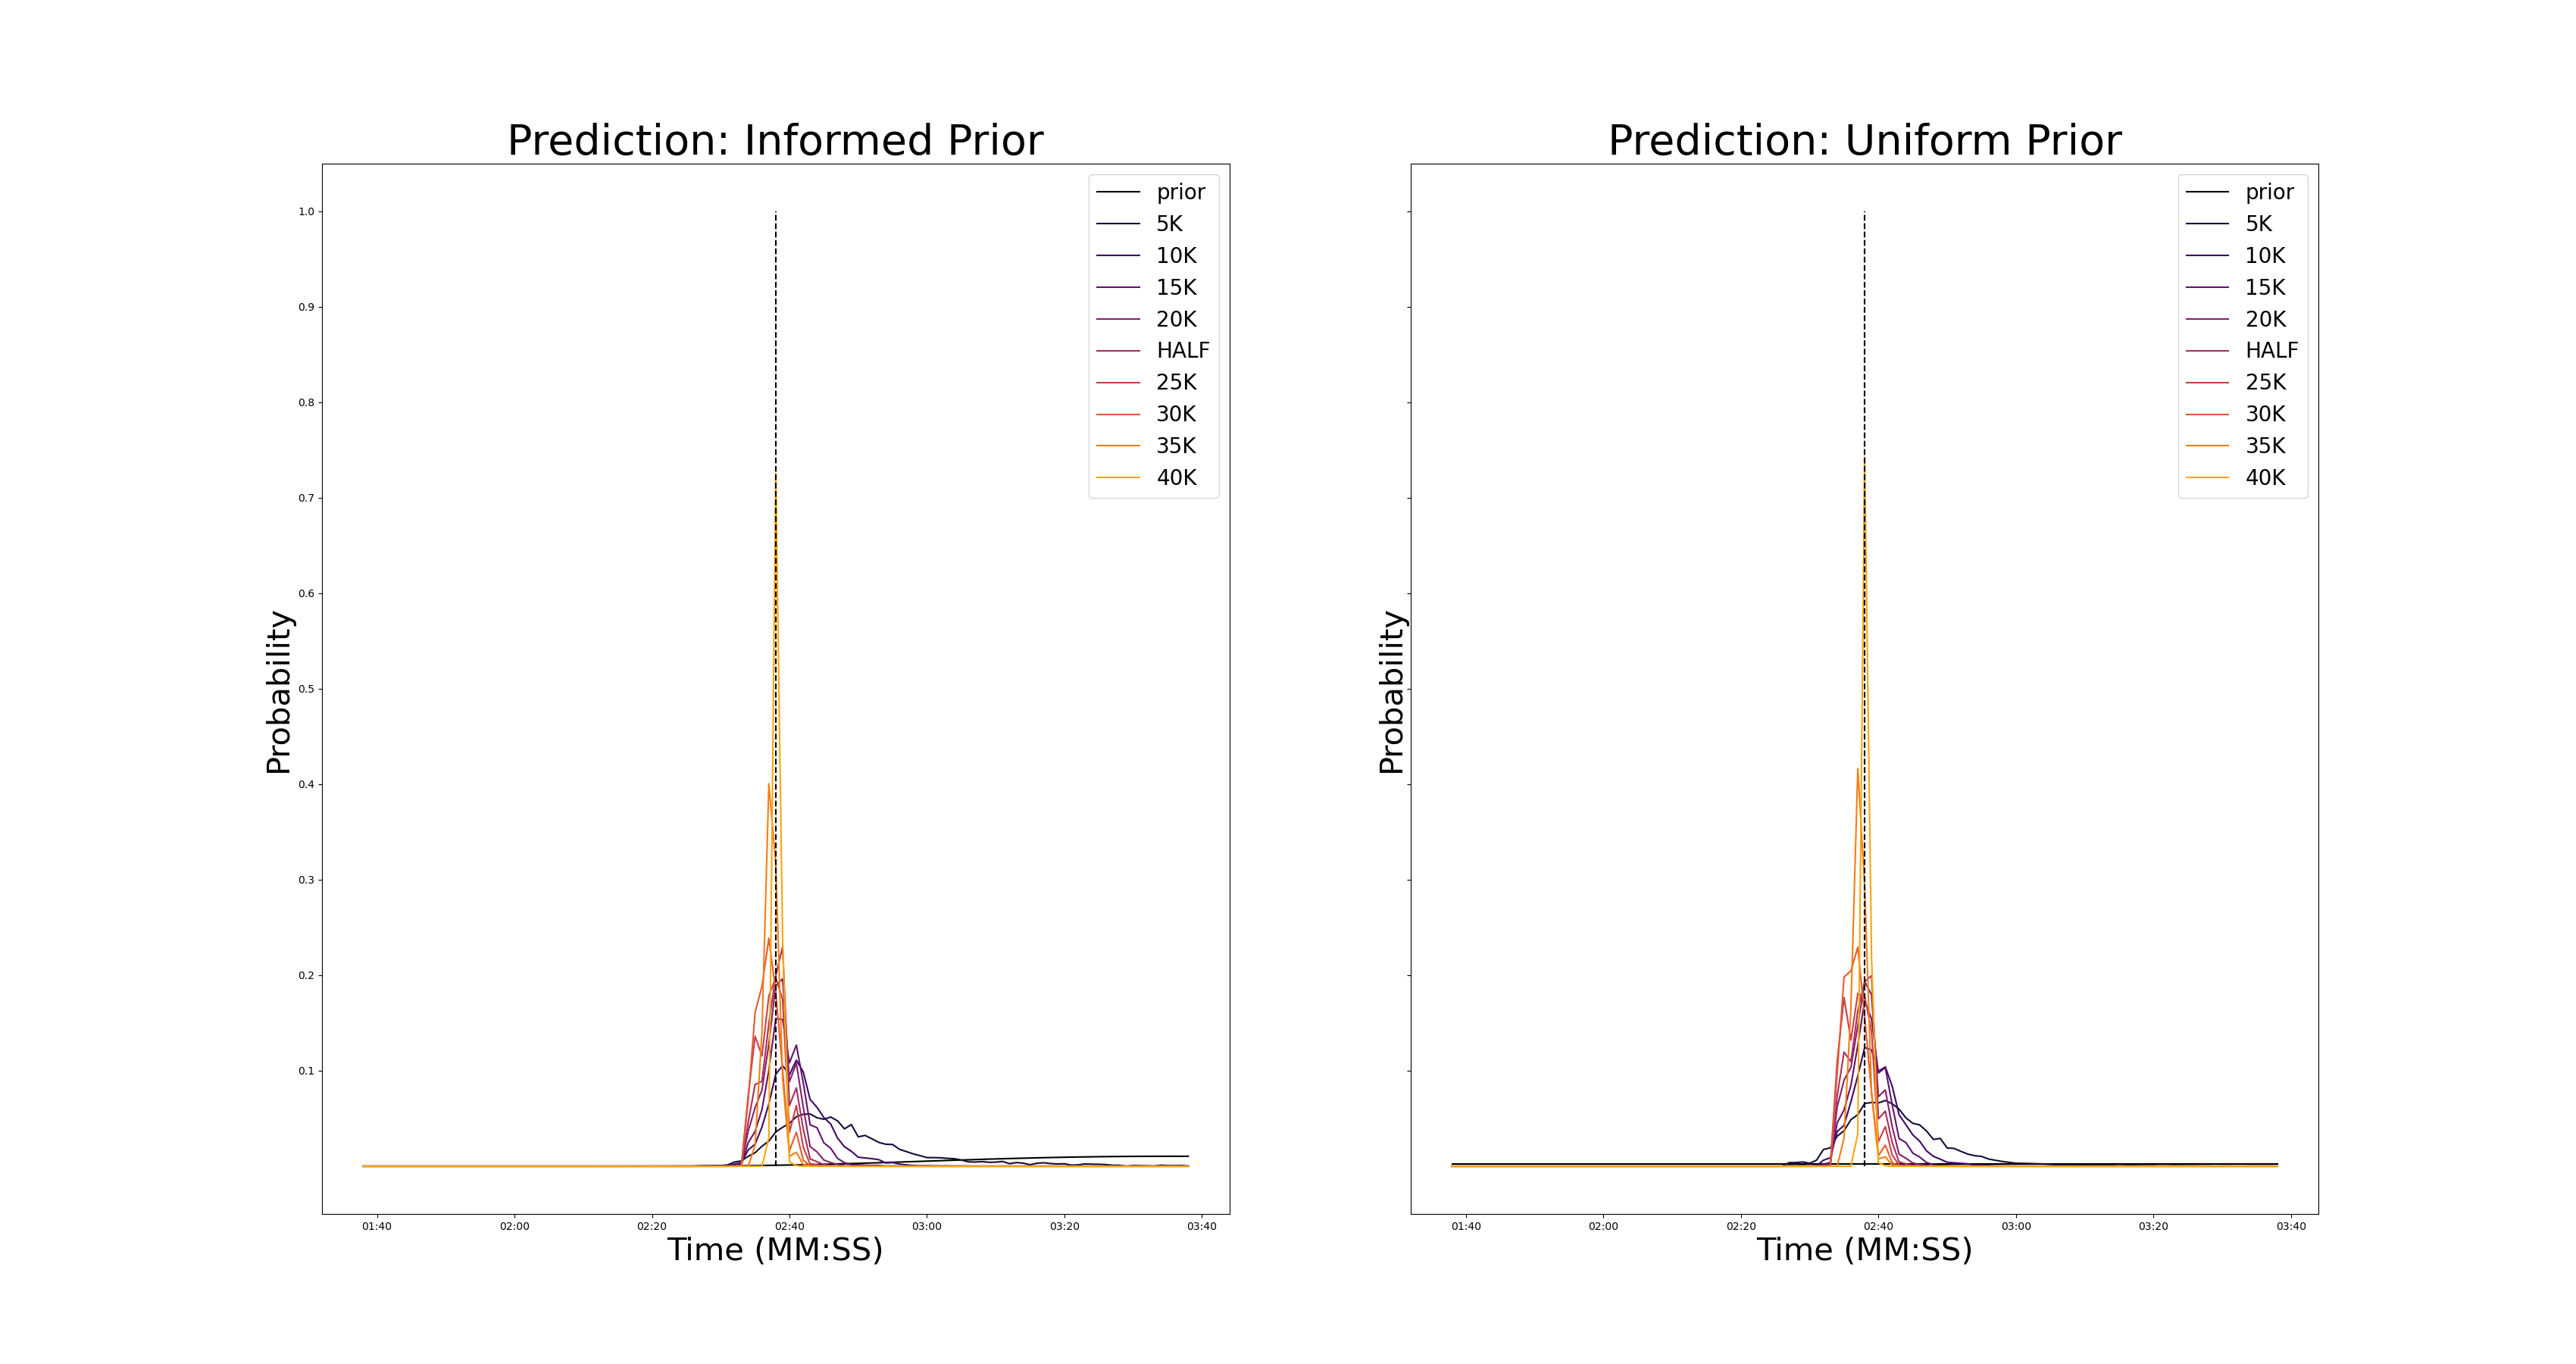 Prediction: Informed Prior
Probability
1.0
0.9
0.8
0.7
0.6
0.5
0.4
0.3
0.2
0.1
prior
5K
10K
15K
20K
HALF
25K
30K
35K
40K
01:40 02:00 02:20 02:40 03:00 03:20 03:40
Time (MM:SS)
Prediction: Uniform Prior
Probability
prior
5K
10K
15K
20K
HALF
25K
30K
35K
40K
01:40 02:00 02:20 02:40 03:00 03:20 03:40
Time (MM:SS)